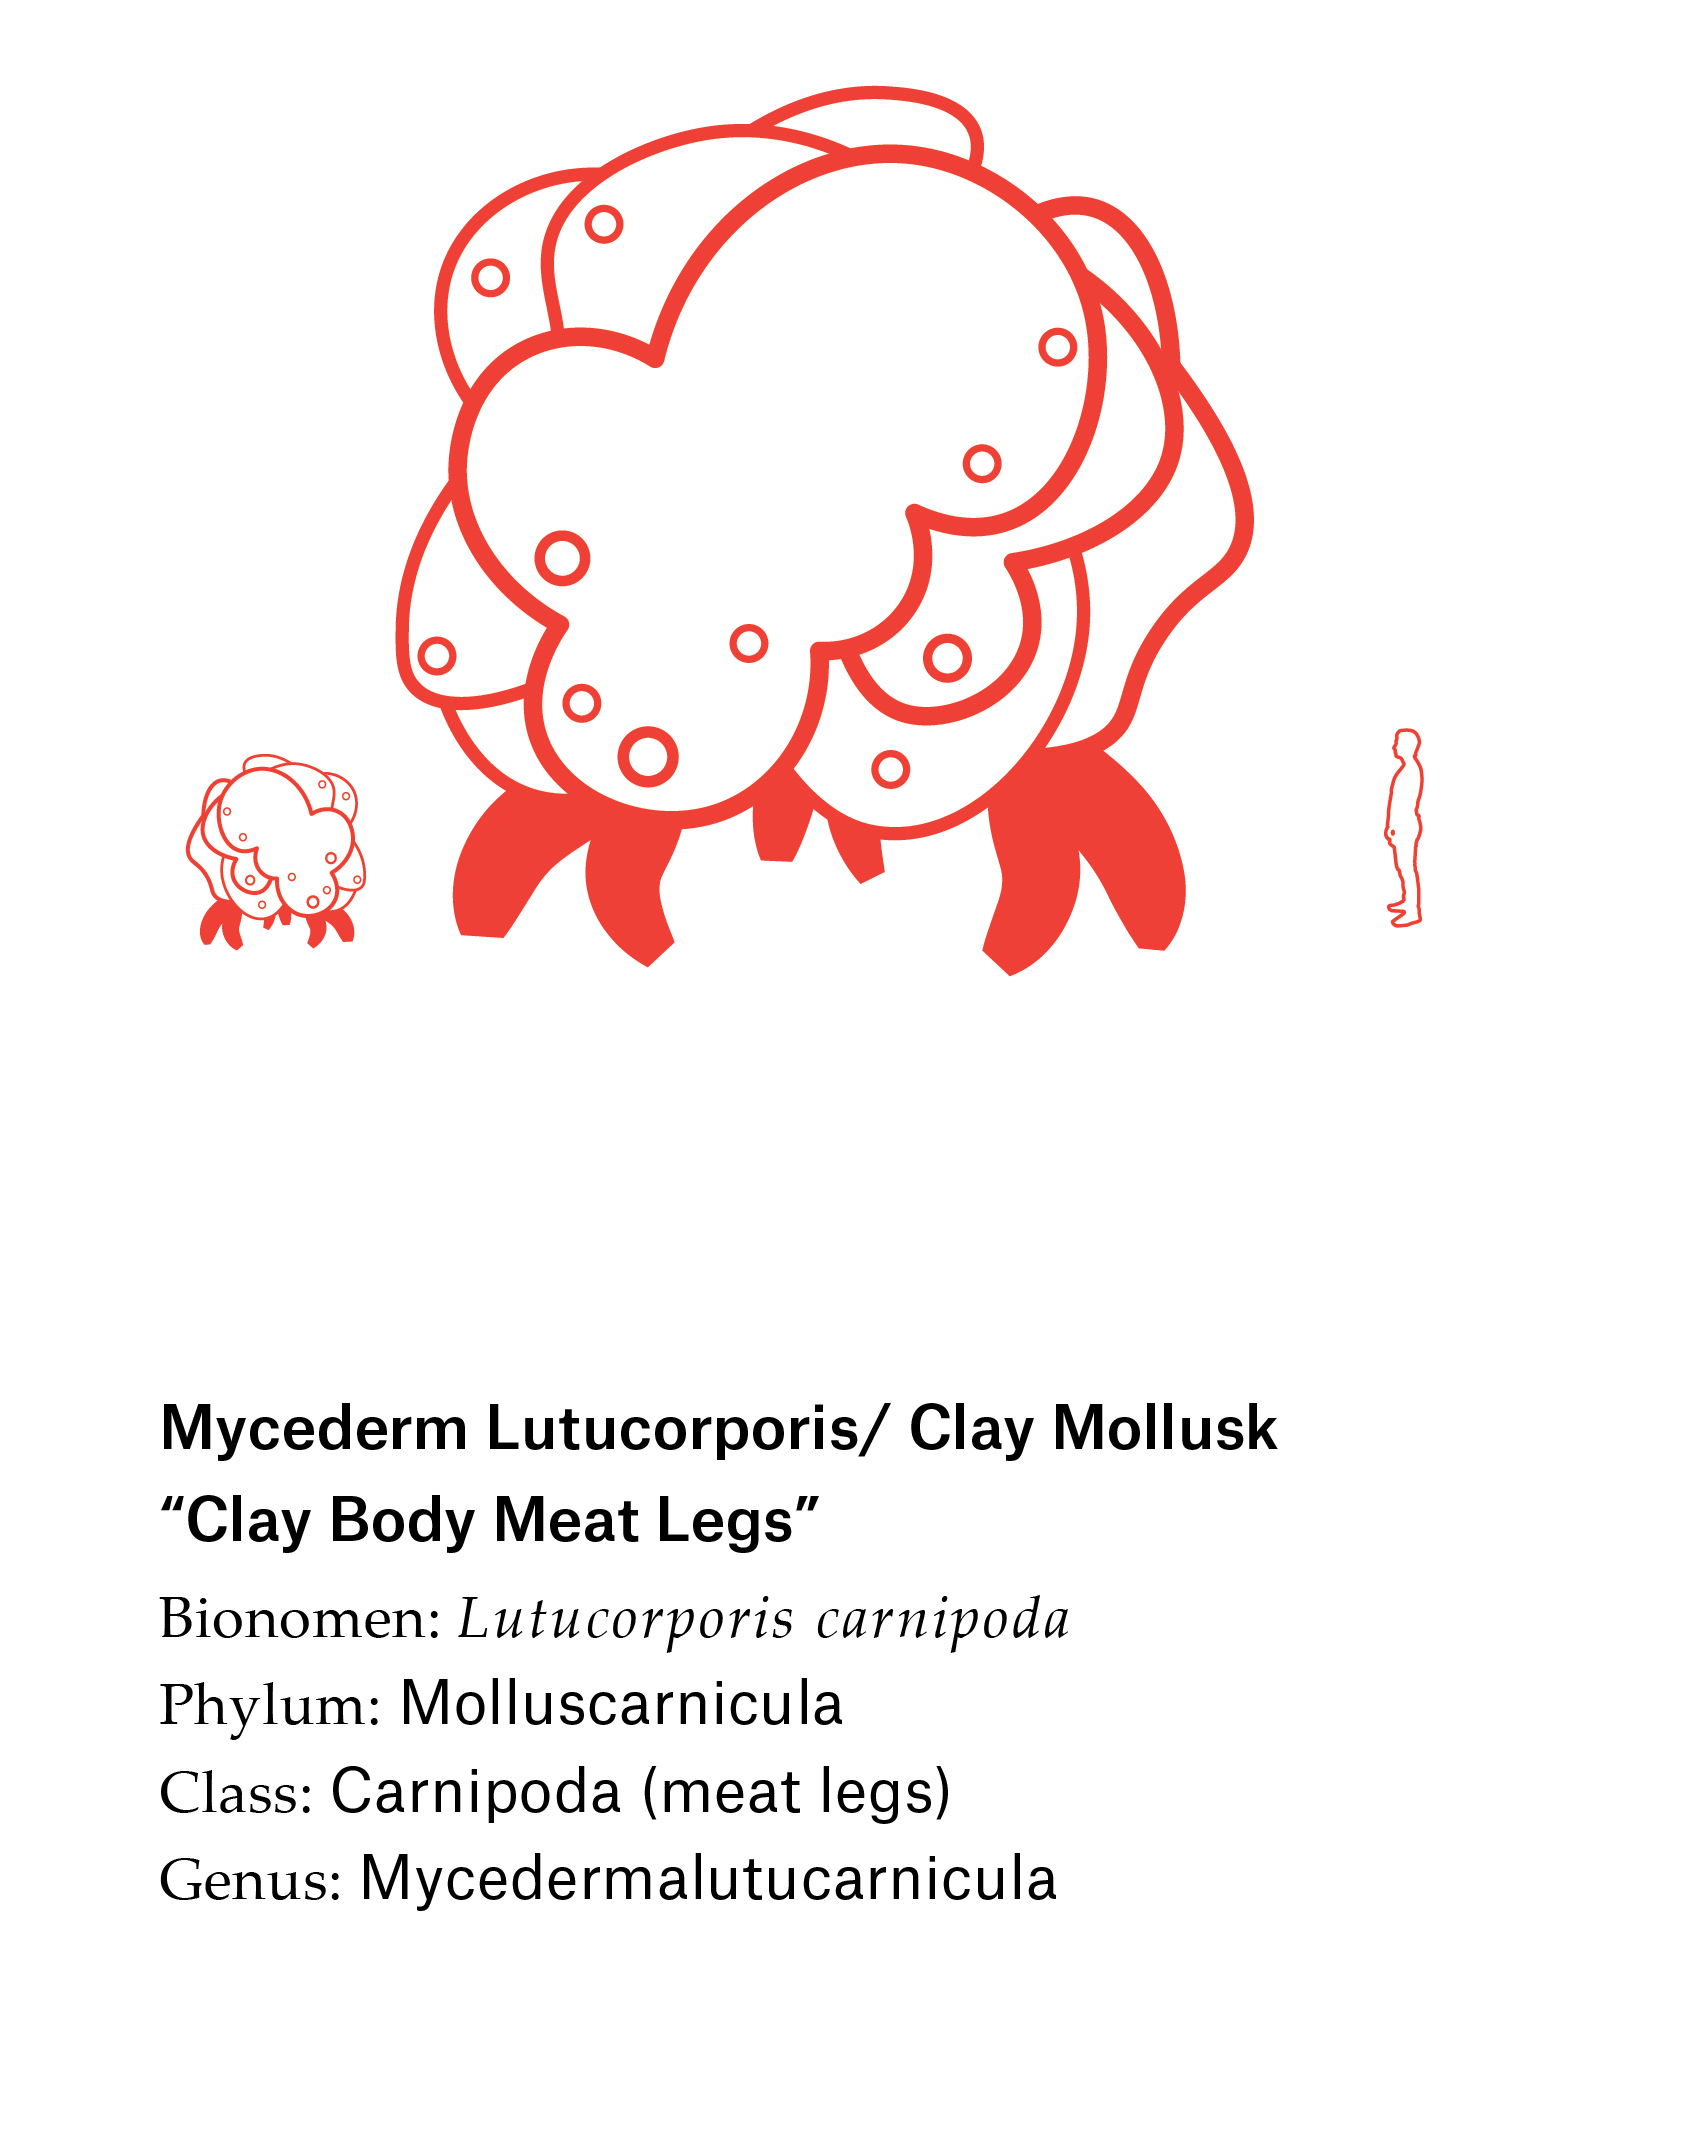 Mycederm Lutucorporis/ Clay Mollusk
“Clay Body Meat Legs”
Bionomen: Lutucorporis carnipoda
Phylum: Molluscarnicula
Class: Carnipoda (meat legs)
Genus: Mycedermalutucarnicula